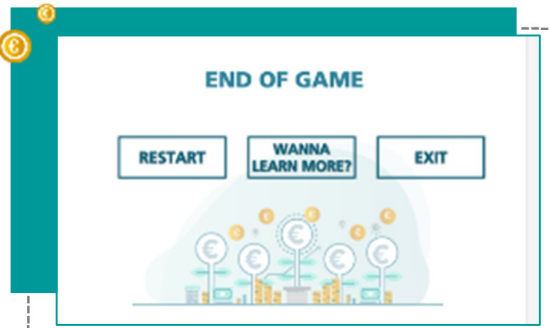 END OF GAME
RESTART
WANNA
LEARN MORE?
EXIT